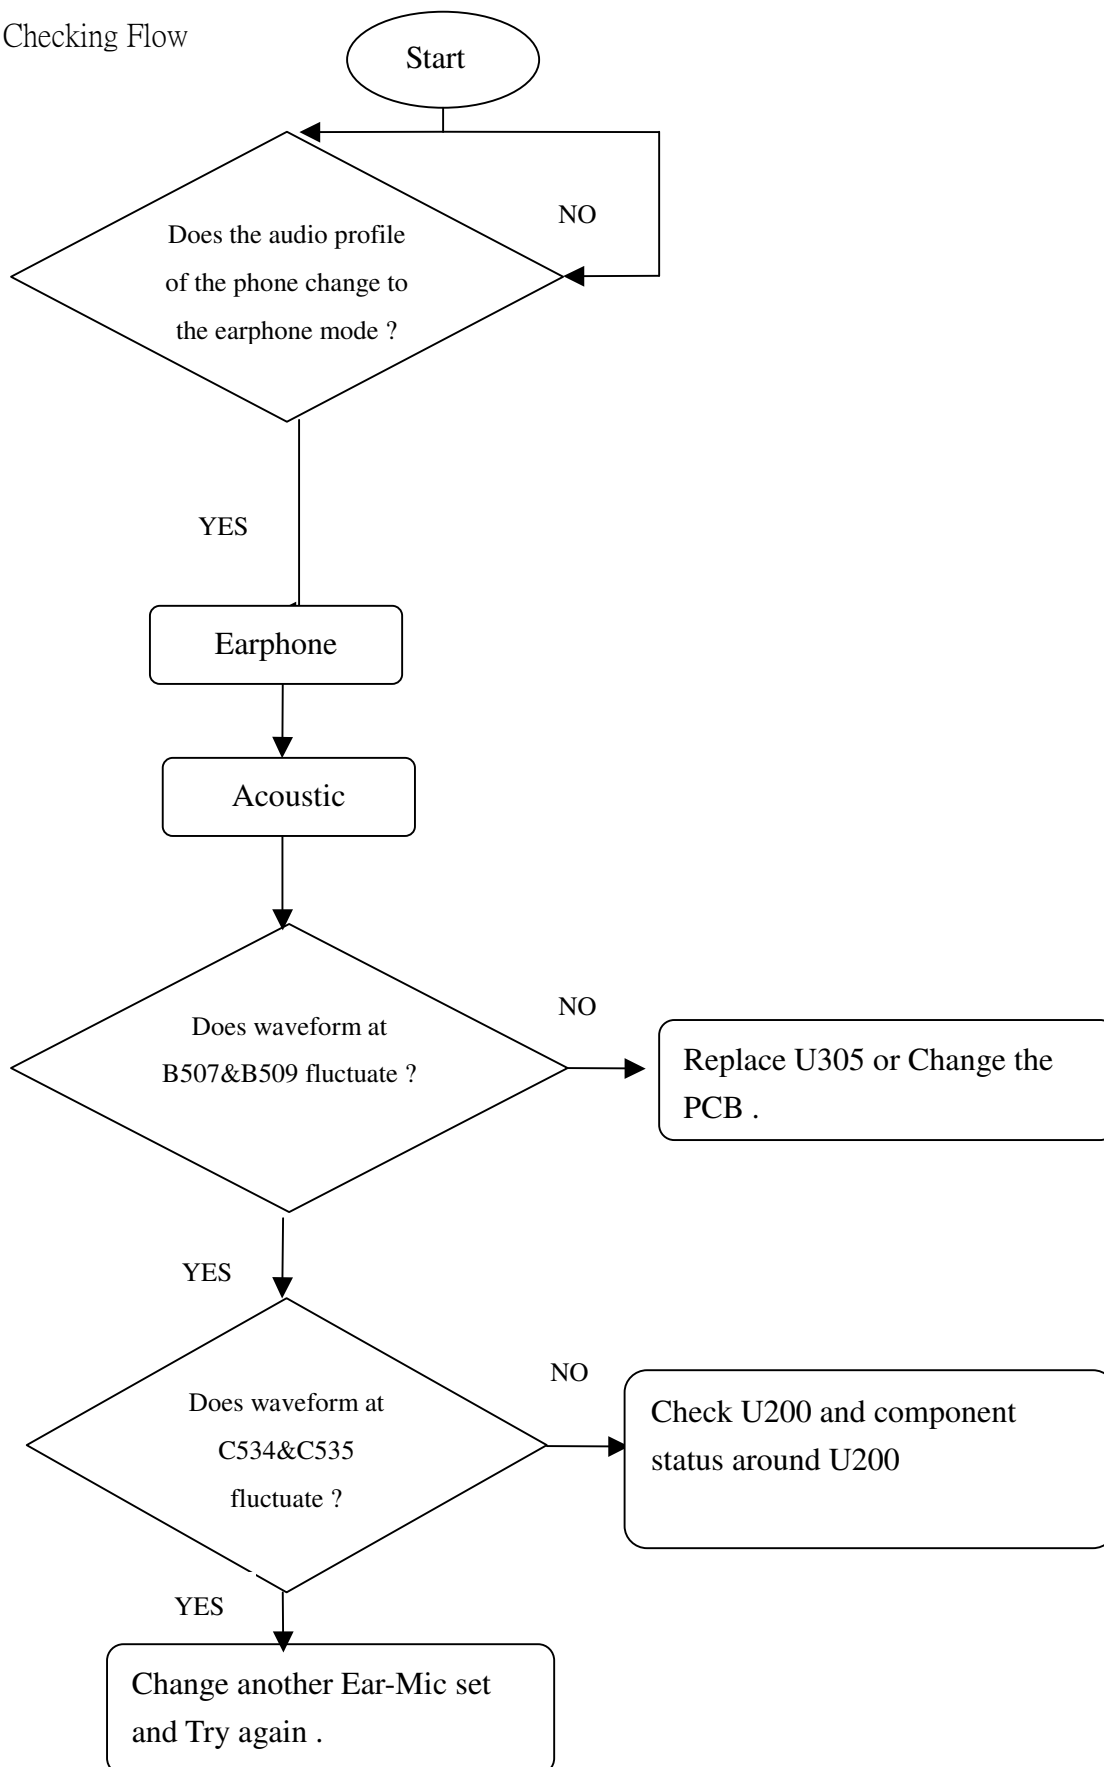 Checking Flow
Start
NO
Does the audio profile
of the phone change to
the earphone mode ?
YES
Earphone
Acoustic
NO
Does waveform at
B507&B509 fluctuate ?
Replace U305 or Change the
PCB .
YES
NO
Does waveform at
C534&C535
fluctuate ?
Check U200 and component
status around U200
YES
Change another Ear-Mic set
and Try again .